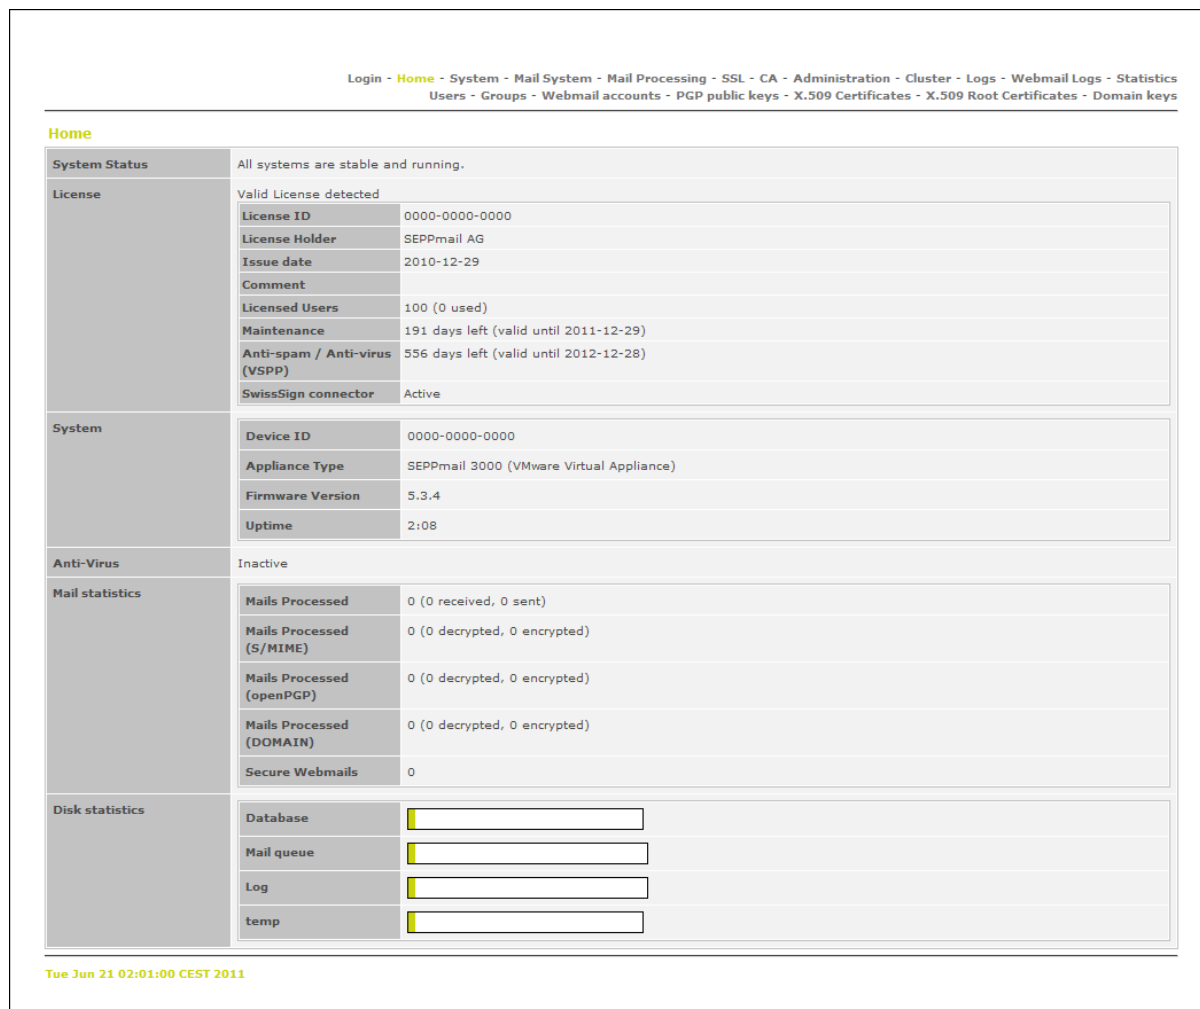 Login - Home - System - Mail System - Mail Processing - SSL - CA - Administration - Cluster - Logs - Webmail Logs - Statistics
Users - Groups - Webmail accounts - PGP public keys - X.509 Certificates - X.509 Root Certificates - Domain keys
Home
System Status All systems are stable and running.
License Valid License detected
License ID 0000-0000-0000
License Holder SEPPmail AG
Issue date 2010-12-29
Comment
Licensed Users 100 (0 used)
Maintenance 191 days left (valid until 2011-12-29)
Anti-spam / Anti-virus 556 days left (valid until 2012-12-28)
(VSPP)
SwissSign connector Active
System
Device ID 0000-0000-0000
Appliance Type SEPPmail 3000 (VMware Virtual Appliance)
Firmware Version 5.3.4
Uptime 2:08
Anti-Virus Inactive
Mail statistics
Mails Processed 0 (0 received, 0 sent)
Mails Processed 0 (0 decrypted, 0 encrypted)
(S/MIME)
Mails Processed 0 (0 decrypted, 0 encrypted)
(openPGP)
Mails Processed 0 (0 decrypted, 0 encrypted)
(DOMAIN)
Secure Webmails 0
Disk statistics
Database
Mail queue
Log
temp
Tue Jun 21 02:01:00 CEST 2011